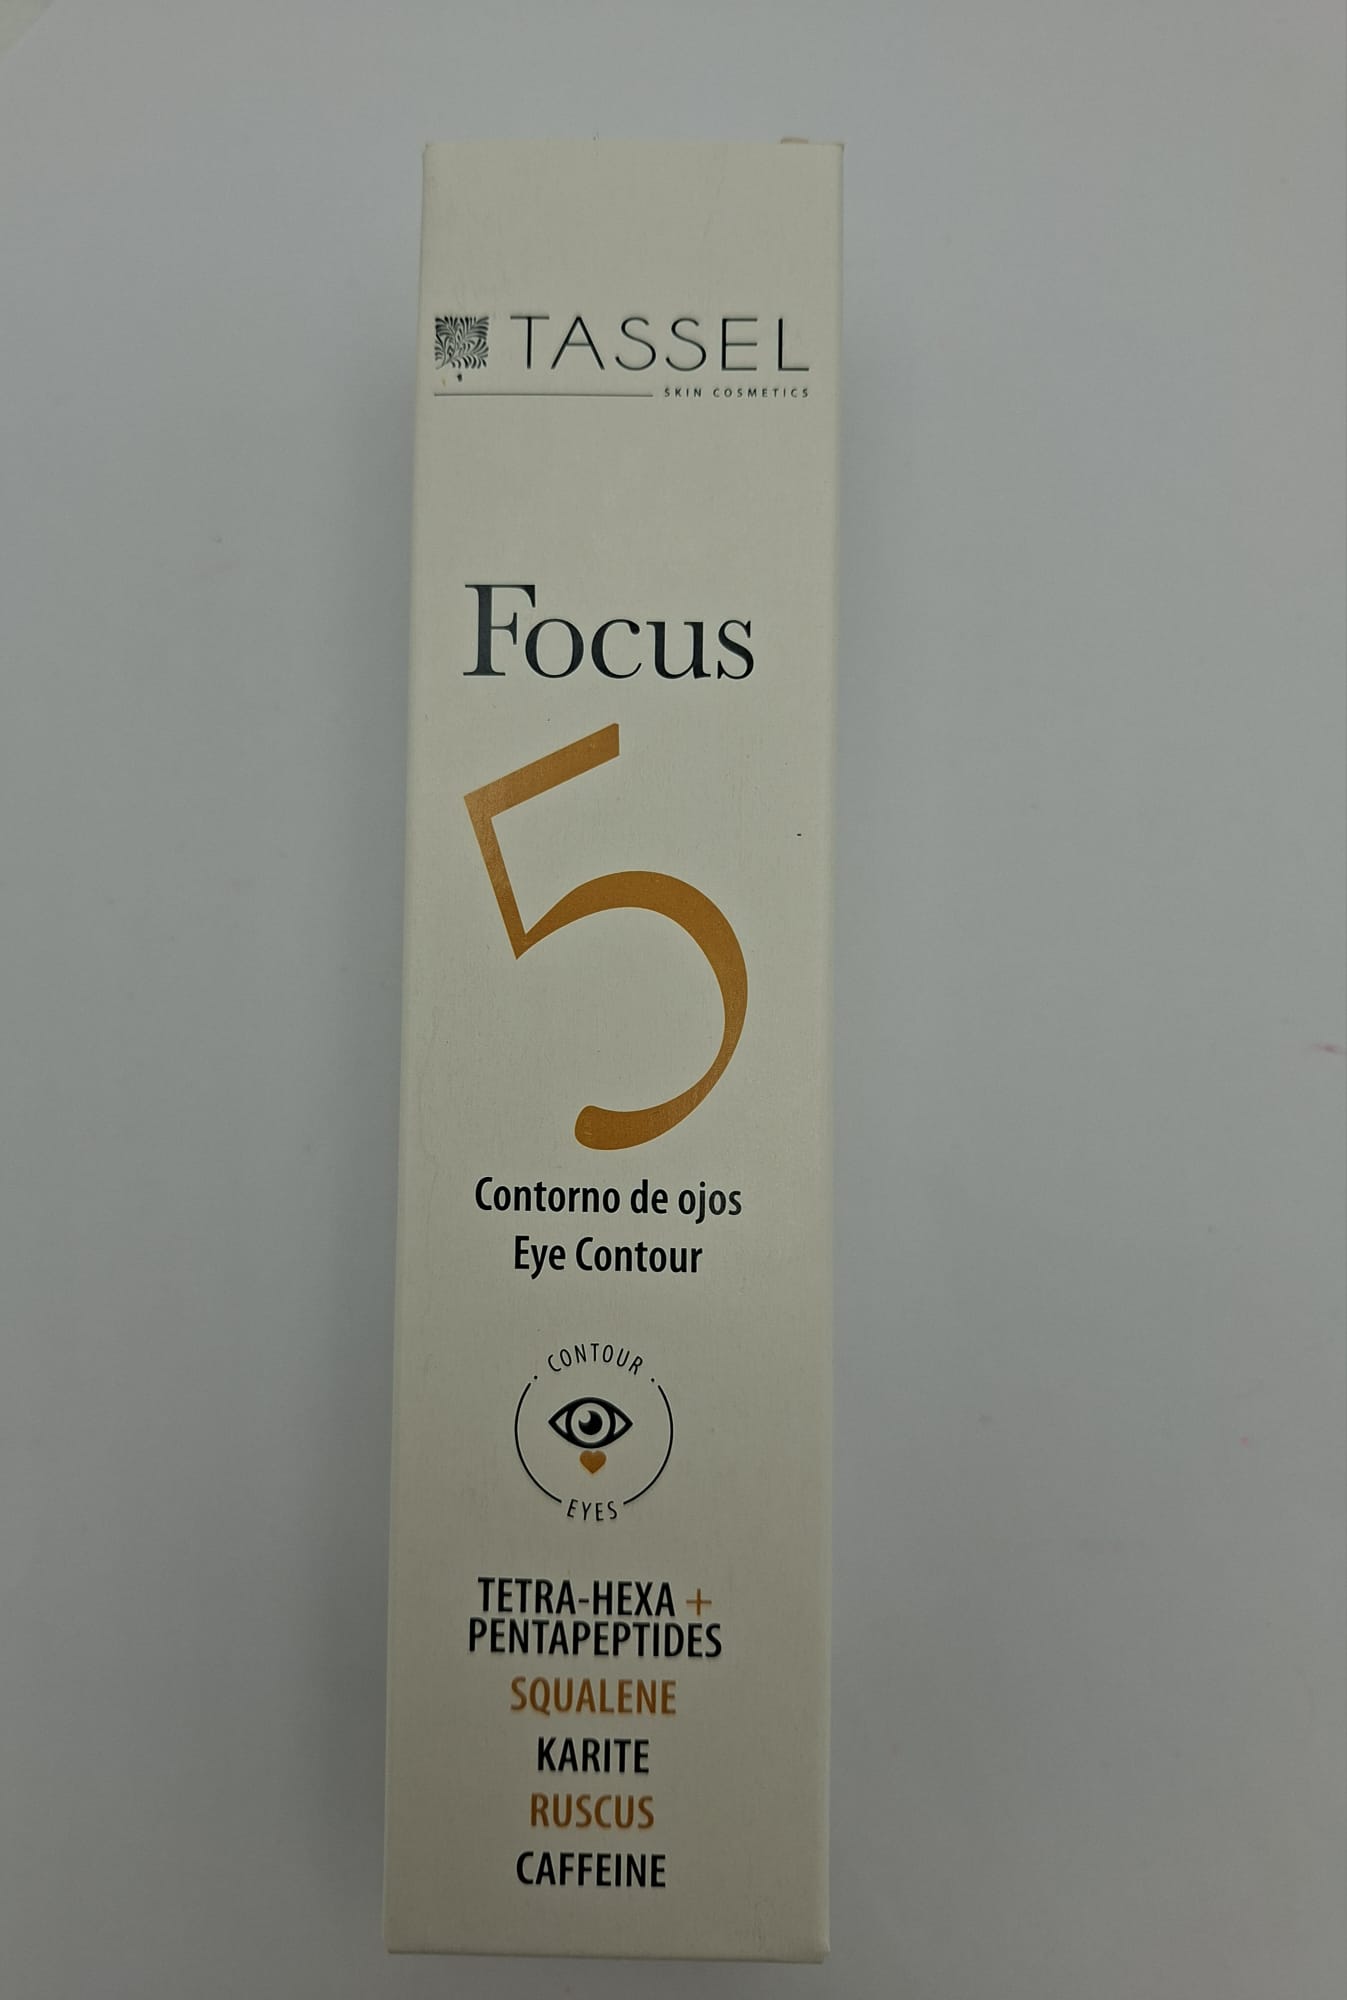 TASSEL
SKIN COSMETICS
Focus
5
Contorno de ojos
Eye Contour
CONTOUR
EYES
TETRA-HEXA +
PENTAPEPTIDES
SQUALENE
KARITE
RUSCUS
CAFFEINE